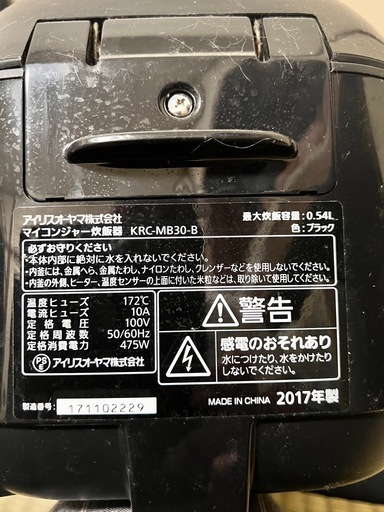 アイリスオーヤマ株式会社
マイコンジャー炊飯器 KRC-MB30-B
最大炊飯容量:0.54L
色:ブラック
必ずお守りください
・本体内部に絶対に水を入れないでください。
・内釜には、金属へら、金属たわし、ナイロンたわし、クレンザーなどを使用しないでください。
・内釜の外側、ヒーター、温度センサーの上面に付いた米粒などは、取り除いて使用してください。
温度ヒューズ 172℃
電流ヒューズ 10A
定格電圧 100V
定格周波数 50/60Hz
定格消費電力 475W
PSE アイリスオーヤマ株式会社
警告
感電のおそれあり
水につけたり、水をかけたり
しないでください。
製造番号: 171102229
MADE IN CHINA 2017年製